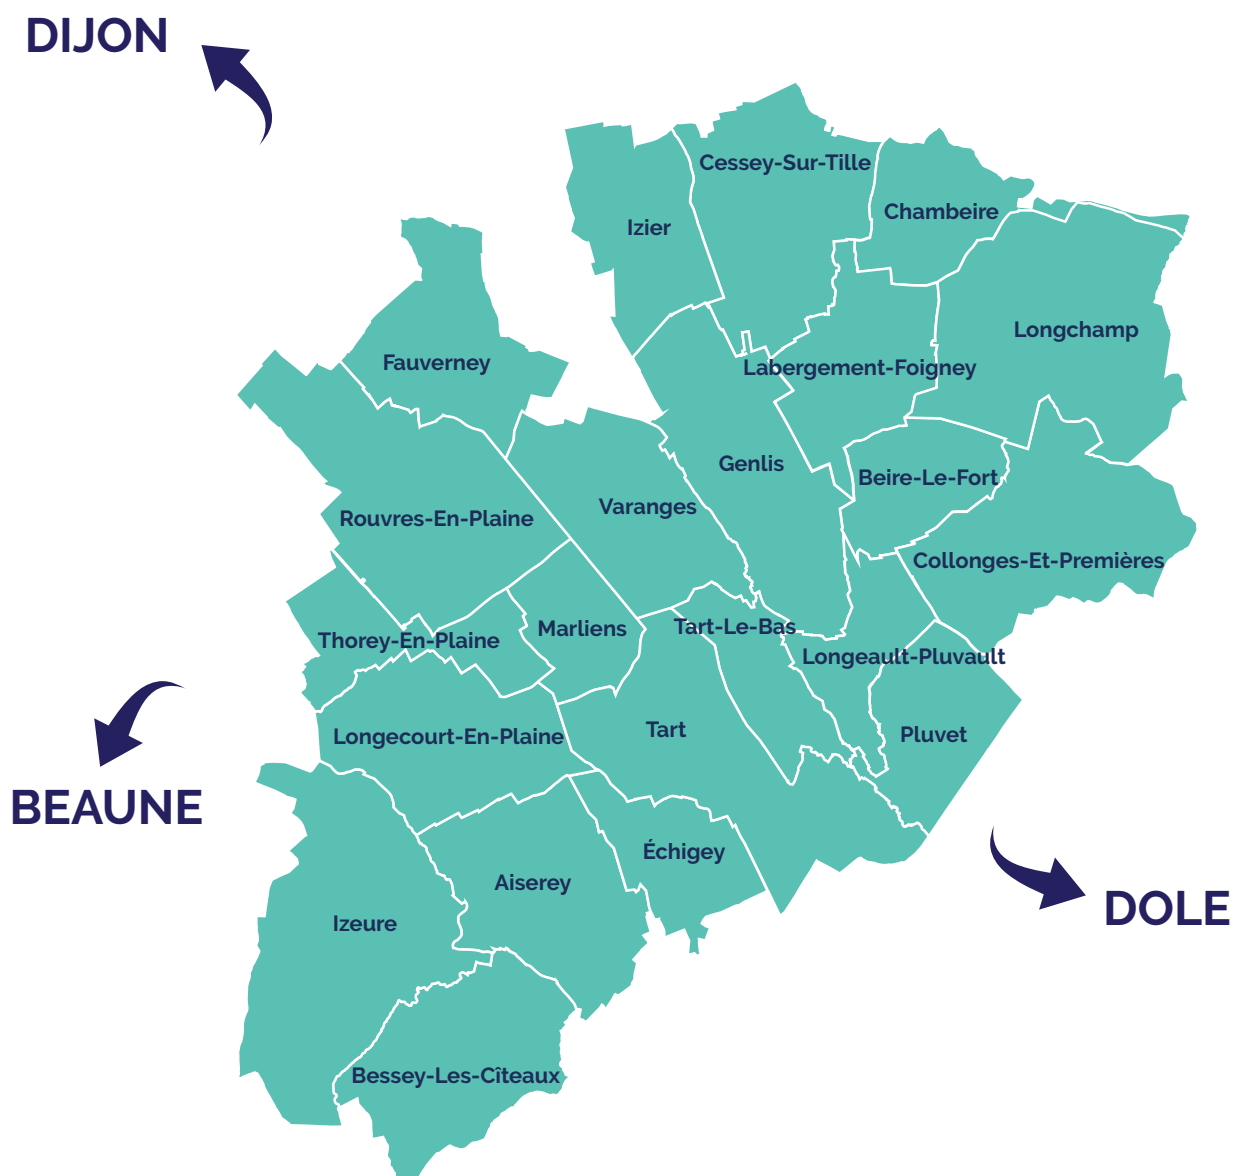 DIJON
Cessey-Sur-Tille
Chambeire
Izier
Longchamp
Fauverney
Labergement-Foigney
Genlis
Beire-Le-Fort
Varanges
Rouvres-En-Plaine
Collonges-Et-Premières
Tart-Le-Bas
Marliens
Thorey-En-Plaine
Longeault-Pluvault
Tart
Pluvet
Longecourt-En-Plaine
BEAUNE
Échigey
Aiserey
DOLE
Izeure
Bessey-Les-Cîteaux